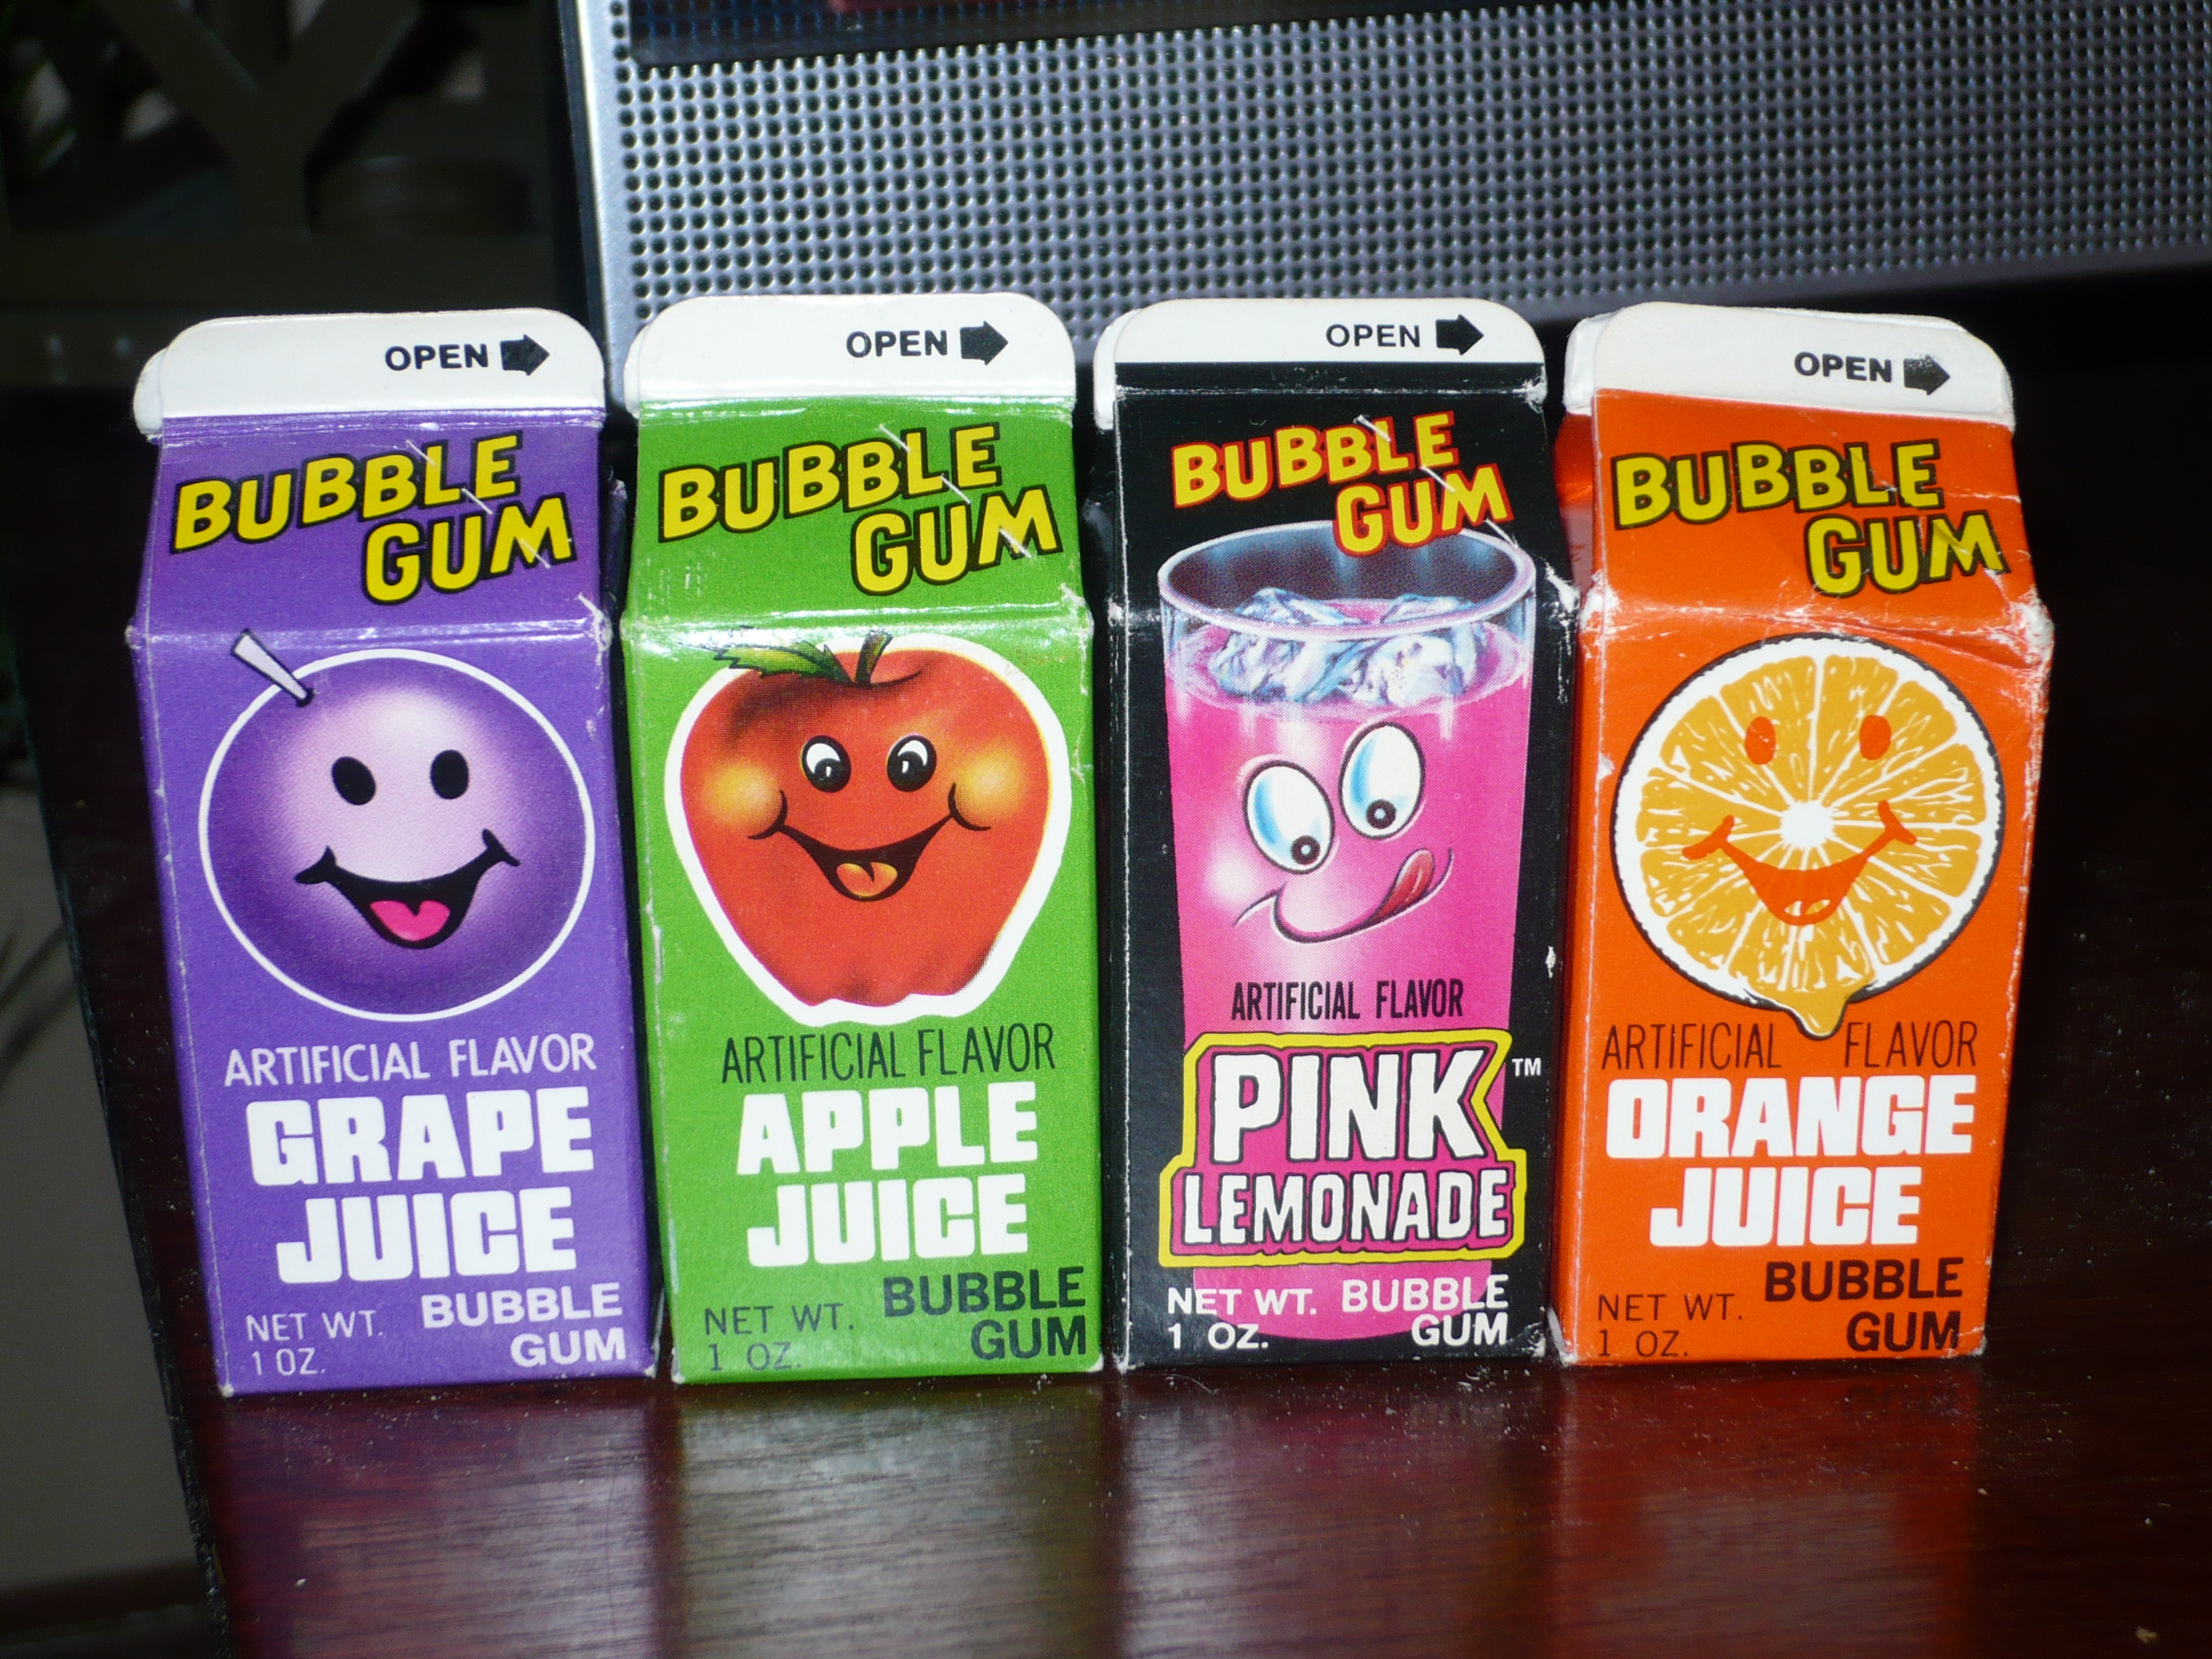 OPEN
BUBBLE
GUM
ARTIFICIAL FLAVOR
GRAPE
JUICE
NET WT.
1 OZ.
BUBBLE
GUM
OPEN
BUBBLE
GUM
ARTIFICIAL FLAVOR
APPLE
JUICE
NET WT.
1 OZ.
BUBBLE
GUM
OPEN
BUBBLE
GUM
ARTIFICIAL FLAVOR
PINK™
LEMONADE
NET WT.
1 OZ.
BUBBLE
GUM
OPEN
BUBBLE
GUM
ARTIFICIAL FLAVOR
ORANGE
JUICE
NET WT.
1 OZ.
BUBBLE
GUM